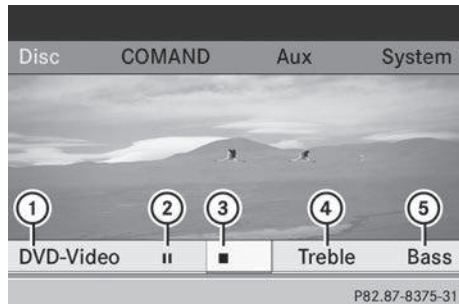 Disc COMAND Aux System
1 2 3 4 5
DVD-Video Treble Bass
P82.87-8375-31